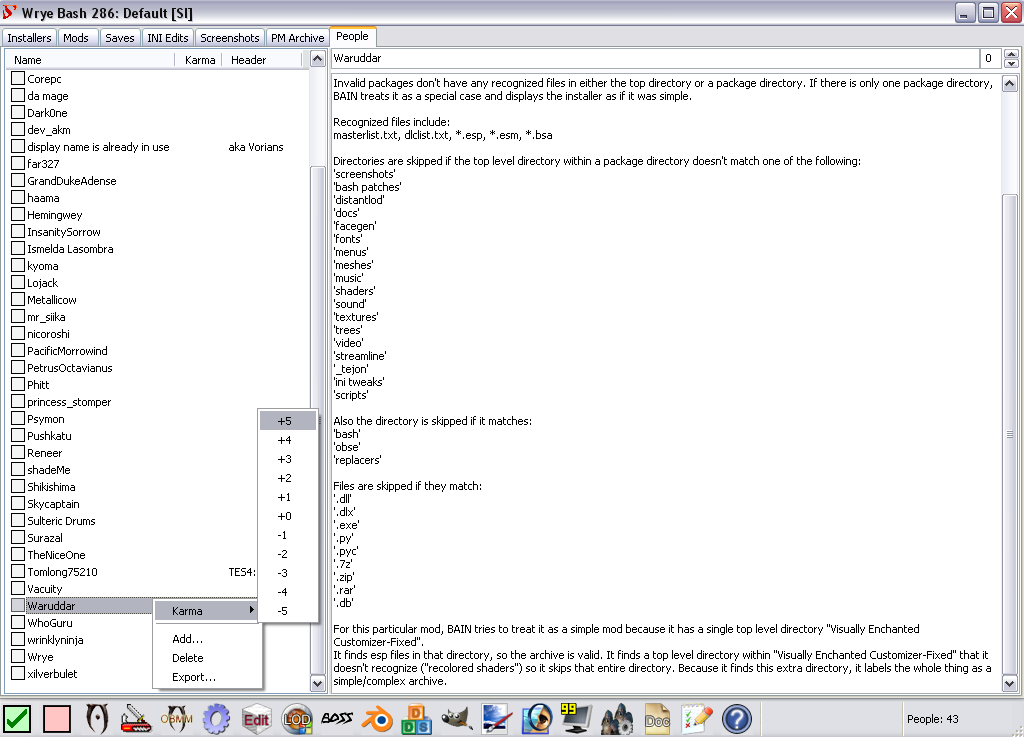 Wrye Bash 286: Default [SI]
Installers Mods Saves INI Edits Screenshots PM Archive People
Name Karma Header
Corepc
da mage
Dark0ne
dev_akm
display name is already in use aka Vorians
far327
GrandDukeAdense
haama
Hemingwey
InsanitySorrow
Ismelda Lasombra
kyoma
Lojack
Metallicow
mr_siika
nicoroshi
PacificMorrowind
PetrusOctavianus
Phitt
princess_stomper
Psymon
Pushkatu
Reneer
shadeMe
Shikishima
Skycaptain
Sulteric Drums
Surazal
TheNiceOne
Tomlong75210 TES4:
Vacuity
Waruddar
WhoGuru
wrinklyninja
Wrye
xilverbullet
+5
+4
+3
+2
+1
+0
-1
-2
-3
-4
-5
Karma
Add...
Delete
Export...
Waruddar 0
Invalid packages don't have any recognized files in either the top directory or a package directory. If there is only one package directory,
BAIN treats it as a special case and displays the installer as if it was simple.
Recognized files include:
masterlist.txt, dlclist.txt, *.esp, *.esm, *.bsa
Directories are skipped if the top level directory within a package directory doesn't match one of the following:
'screenshots'
'bash patches'
'distantlod'
'docs'
'facegen'
'fonts'
'menus'
'meshes'
'music'
'shaders'
'sound'
'textures'
'trees'
'video'
'streamline'
'_tejon'
'ini tweaks'
'scripts'
Also the directory is skipped if it matches:
'bash'
'obse'
'replacers'
Files are skipped if they match:
'.dll'
'.dlx'
'.exe'
'.py'
'.pyc'
'.7z'
'.zip'
'.rar'
'.db'
For this particular mod, BAIN tries to treat it as a simple mod because it has a single top level directory "Visually Enchanted
Customizer-Fixed".
It finds esp files in that directory, so the archive is valid. It finds a top level directory within "Visually Enchanted Customizer-Fixed" that it
doesn't recognize ("recolored shaders") so it skips that entire directory. Because it finds this extra directory, it labels the whole thing as a
simple/complex archive.
OBMM Edit LOD BOSS 99 Doc ?
People: 43